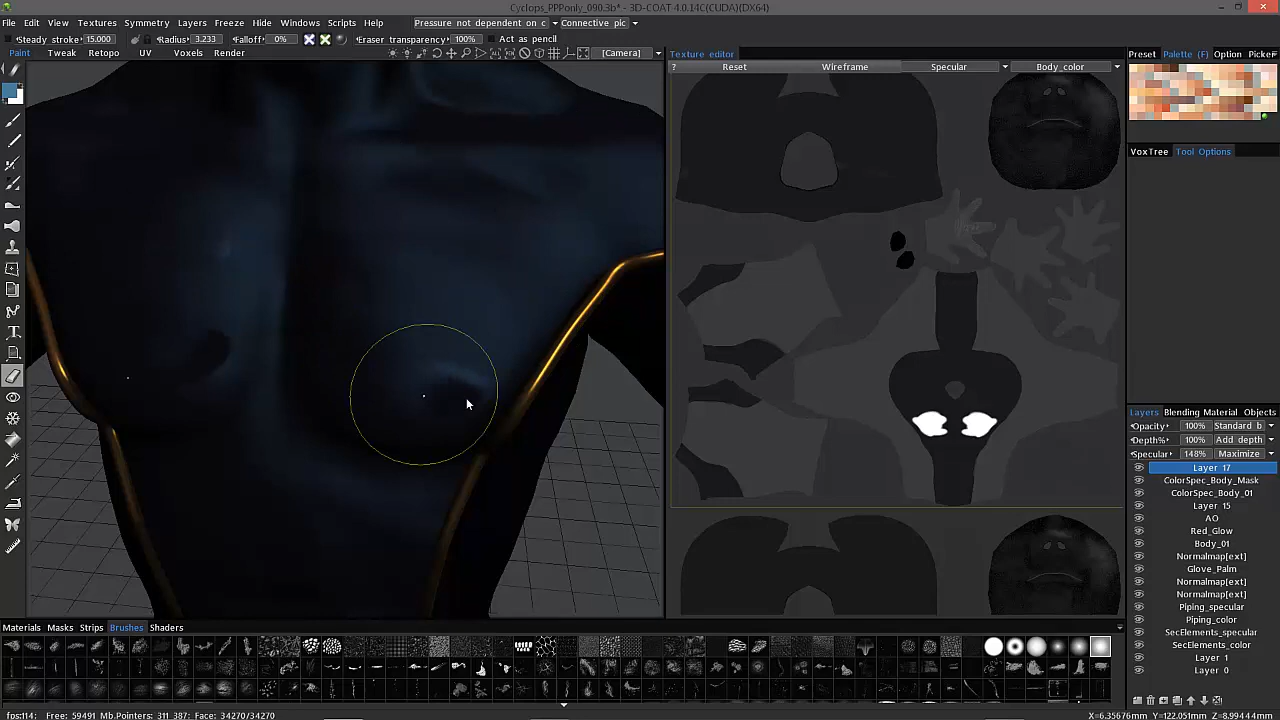 Cyclops_PPPonly_090.3b* - 3D-COAT 4.0.14C(CUDA)(DX64)
File Edit View Textures Symmetry Layers Freeze Hide Windows Scripts Help Pressure not dependent on c Connective plc
Steady stroke 15.000 Radius 3.233 Falloff 0% Eraser transparency 100% Act as pencil
Paint Tweak Retopo UV Voxels Render [Camera]
Texture editor
? Reset Wireframe Specular Body_color
Preset Palette (F) Option Picke
VoxTree Tool Options
Layers Blending Material Objects
Opacity 100% Standard b
Depth% 100% Add depth
Specular 148% Maximize
Layer 17
ColorSpec_Body_Mask
ColorSpec_Body_01
Layer 15
AO
Red_Glow
Body_01
Normalmap[ext]
Glove_Palm
Normalmap[ext]
Normalmap[ext]
Piping_specular
Piping_color
SecElements_specular
SecElements_color
Layer 1
Layer 0
Materials Masks Strips Brushes Shaders
fps:114; Free: 59491 Mb.Pointers: 311 387; Face: 34270/34270 X=6.35676mm Y=122.051mm Z=8.99444mm